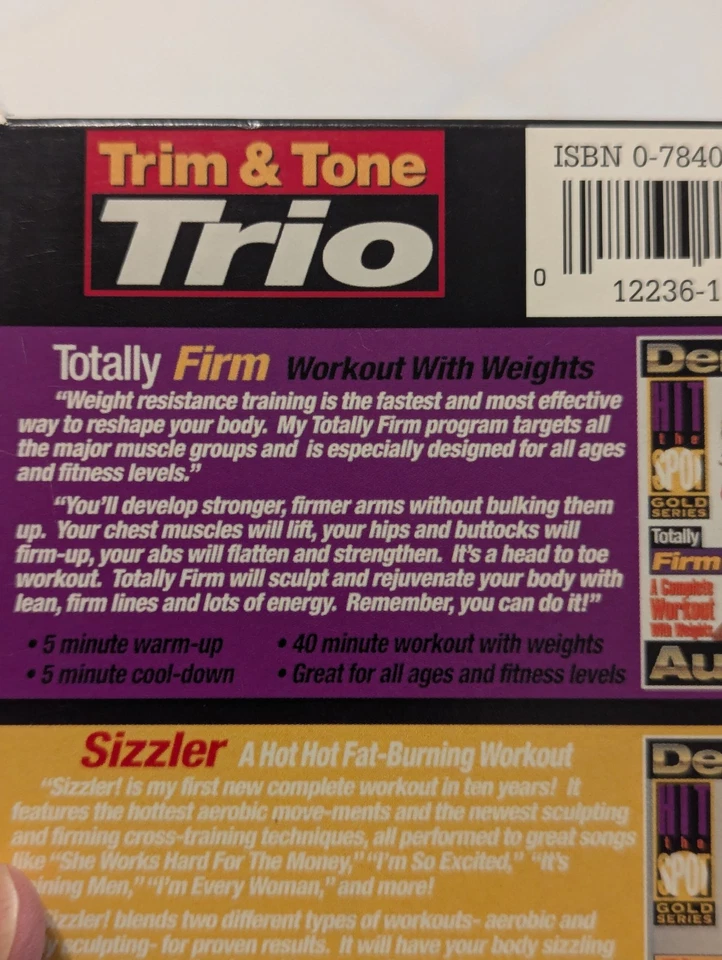 Trim & Tone
Trio
ISBN 0-7840
0
12236-1
Totally Firm Workout With Weights
"Weight resistance training is the fastest and most effective
way to reshape your body. My Totally Firm program targets all
the major muscle groups and is especially designed for all ages
and fitness levels."
"You'll develop stronger, firmer arms without bulking them
up. Your chest muscles will lift, your hips and buttocks will
firm-up, your abs will flatten and strengthen. It's a head to toe
workout. Totally Firm will sculpt and rejuvenate your body with
lean, firm lines and lots of energy. Remember, you can do it!"
• 5 minute warm-up
• 5 minute cool-down
• 40 minute workout with weights
• Great for all ages and fitness levels
De
HIT
the
SPOT
GOLD
SERIES
Totally
Firm
A Complete
Workout
With Weights
Au
Sizzler A Hot Hot Fat-Burning Workout
"Sizzler! is my first new complete workout in ten years! It
features the hottest aerobic move-ments and the newest sculpting
and firming cross-training techniques, all performed to great songs
like "She Works Hard For The Money," "I'm So Excited," "It's
ining Men," "I'm Every Woman," and more!
izzler! blends two different types of workouts- aerobic and
y sculpting- for proven results. It will have your body sizzling
De
HIT
the
SPOT
GOLD
SERIES